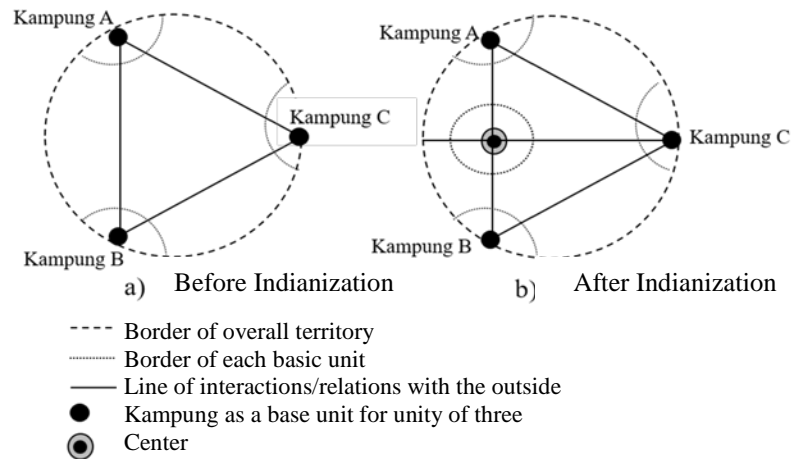 Kampung A
Kampung A
Kampung C
Kampung C
Kampung B
Kampung B
a) Before Indianization
b) After Indianization
Border of overall territory
Border of each basic unit
Line of interactions/relations with the outside
Kampung as a base unit for unity of three
Center